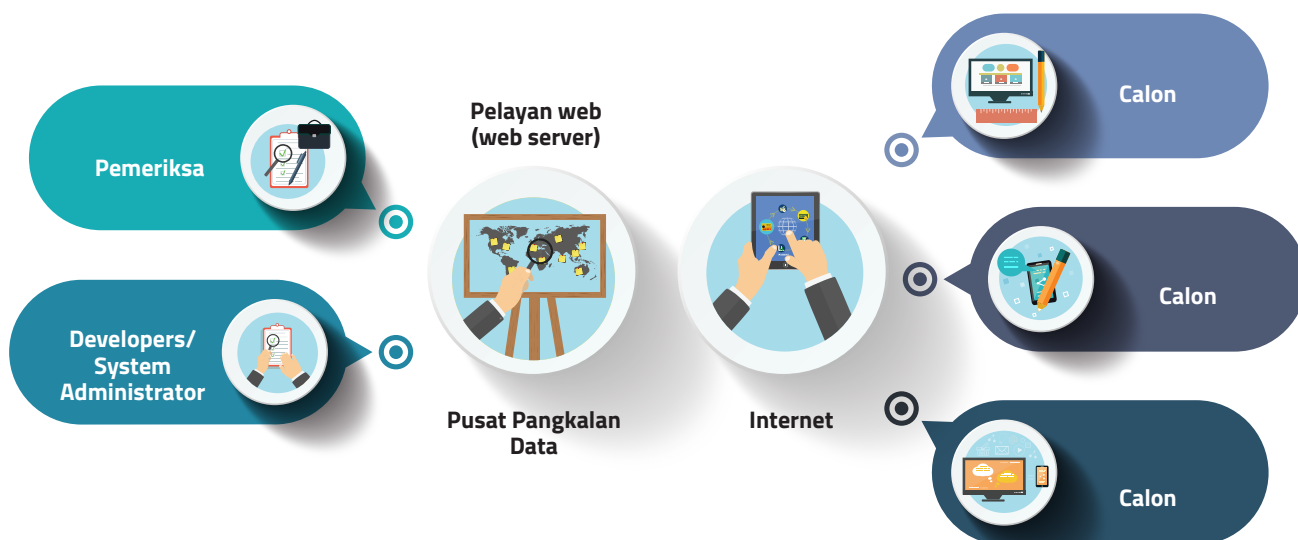 Pemeriksa
Developers/
System
Administrator
Pelayan web
(web server)
Pusat Pangkalan
Data
Internet
Calon
Calon
Calon